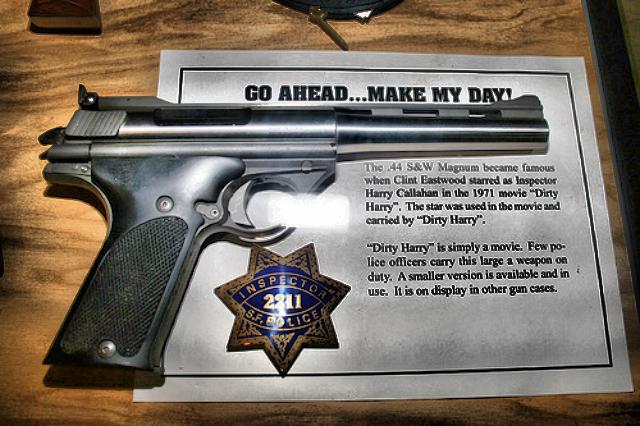 GO AHEAD...MAKE MY DAY!
The .44 S&W Magnum became famous
when Clint Eastwood starred as Inspector
Harry Callahan in the 1971 movie "Dirty
Harry". The star was used in the movie and
carried by "Dirty Harry".
"Dirty Harry" is simply a movie. Few po-
lice officers carry this large a weapon on
duty. A smaller version is available and in
use. It is on display in other gun cases.
INSPECTOR
2211
S.F. POLICE